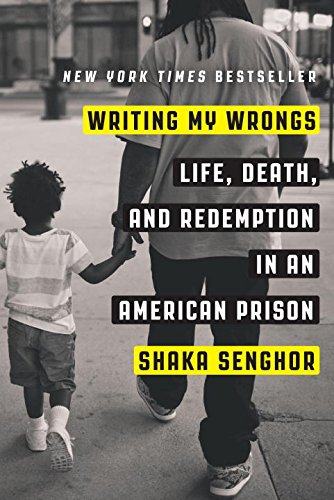 NEW YORK TIMES BESTSELLER
WRITING MY WRONGS
LIFE, DEATH,
AND REDEMPTION
IN AN
AMERICAN PRISON
SHAKA SENGHOR